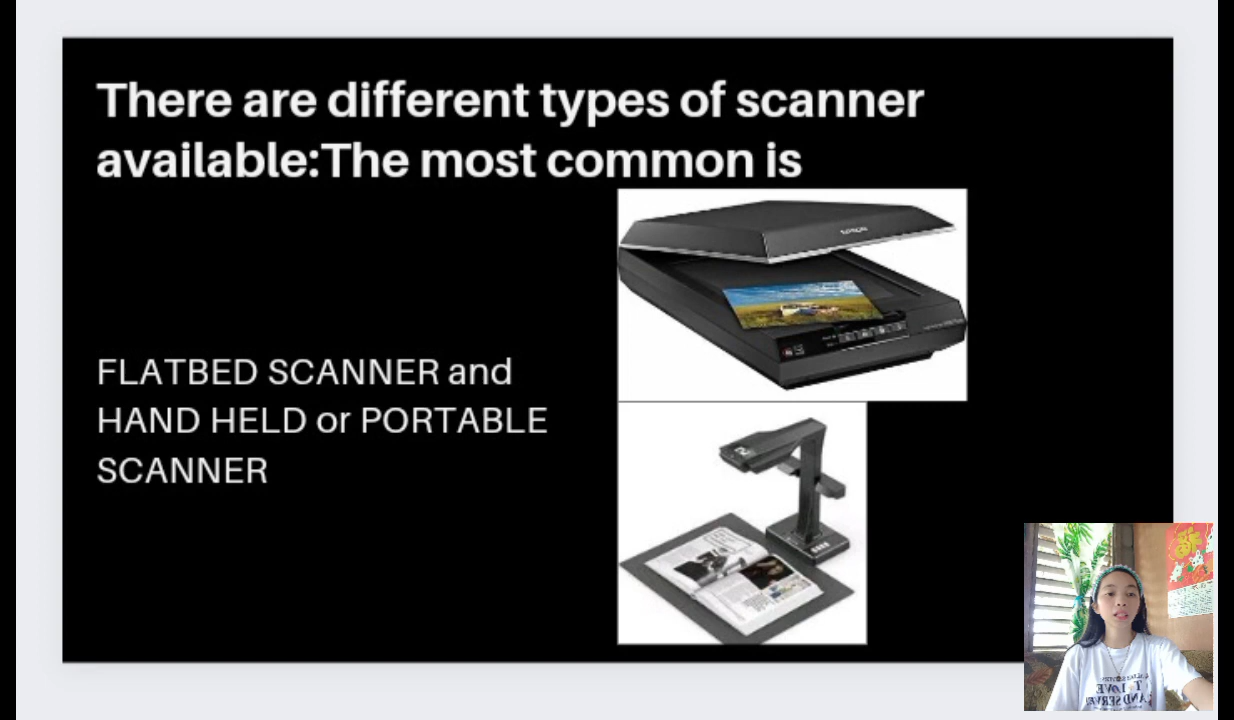 There are different types of scanner
available:The most common is
EPSON
FLATBED SCANNER and
HAND HELD or PORTABLE
SCANNER